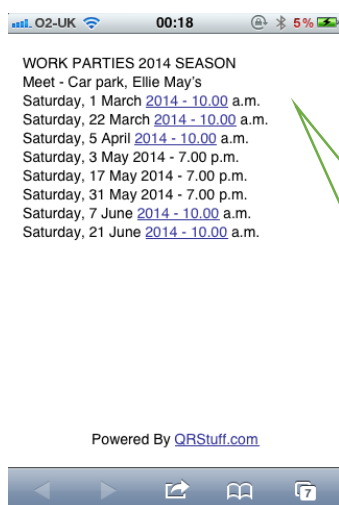 O2-UK 00:18 5%
WORK PARTIES 2014 SEASON
Meet - Car park, Ellie May's
Saturday, 1 March 2014 - 10.00 a.m.
Saturday, 22 March 2014 - 10.00 a.m.
Saturday, 5 April 2014 - 10.00 a.m.
Saturday, 3 May 2014 - 7.00 p.m.
Saturday, 17 May 2014 - 7.00 p.m.
Saturday, 31 May 2014 - 7.00 p.m.
Saturday, 7 June 2014 - 10.00 a.m.
Saturday, 21 June 2014 - 10.00 a.m.
Powered By QRStuff.com
7